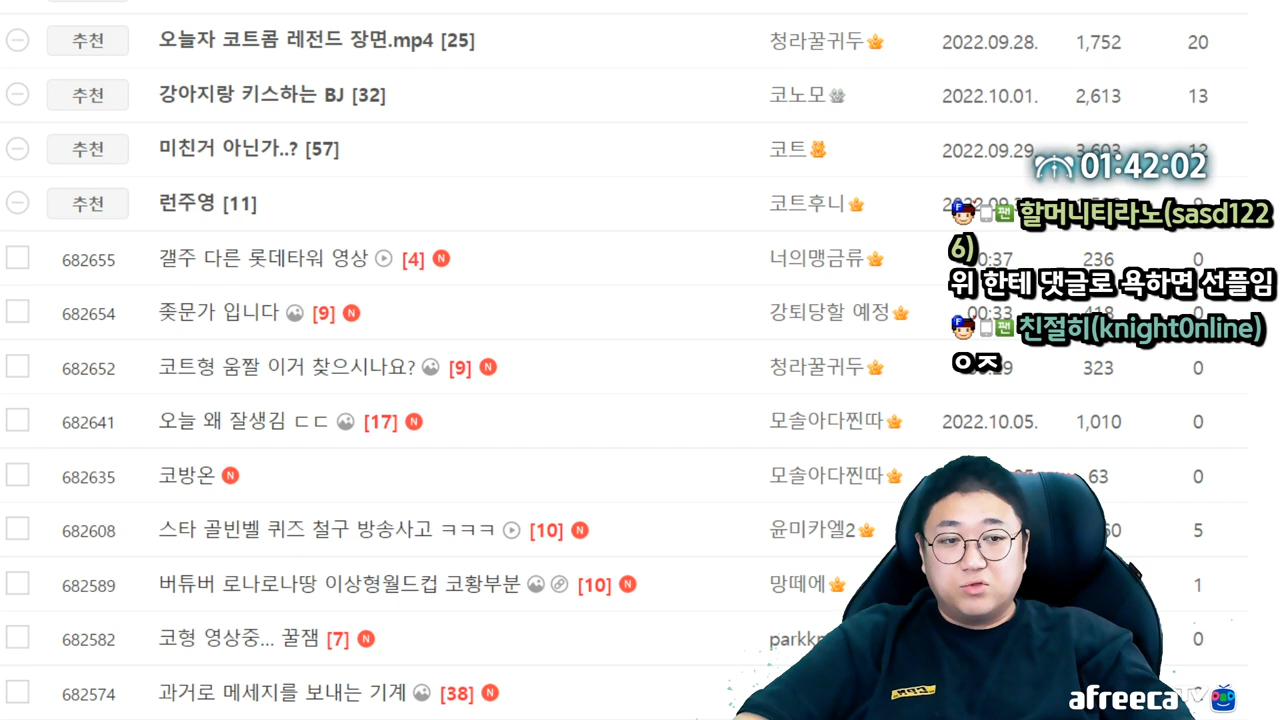 추천 오늘자 코트콤 레전드 장면.mp4 [25] 청라꿀귀두 2022.09.28. 1,752 20
추천 강아지랑 키스하는 BJ [32] 코노모 2022.10.01. 2,613 13
추천 미친거 아닌가..? [57] 코트 2022.09.29. 3,603 12
01:42:02
추천 런주영 [11] 코트후니
할머니티라노(sasd122
6)
위 한테 댓글로 욕하면 선플임
친절히(knight0nline)
ㅇㅈ
682655 갤주 다른 롯데타워 영상 [4] N 너의맹금류 00:37 236 0
682654 좆문가 입니다 [9] N 강퇴당할 예정 00:33 418 0
682652 코트형 움짤 이거 찾으시나요? [9] N 청라꿀귀두 323 0
682641 오늘 왜 잘생김 ㄷㄷ [17] N 모솔아다찐따 2022.10.05. 1,010 0
682635 코방온 N 모솔아다찐따 63 0
682608 스타 골빈벨 퀴즈 철구 방송사고 ㅋㅋㅋ [10] N 윤미카엘2 5
682589 버튜버 로나로나땅 이상형월드컵 코황부분 [10] N 망떼에 1
682582 코형 영상중... 꿀잼 [7] N 0
682574 과거로 메세지를 보내는 기계 [38] N
afreecaTV